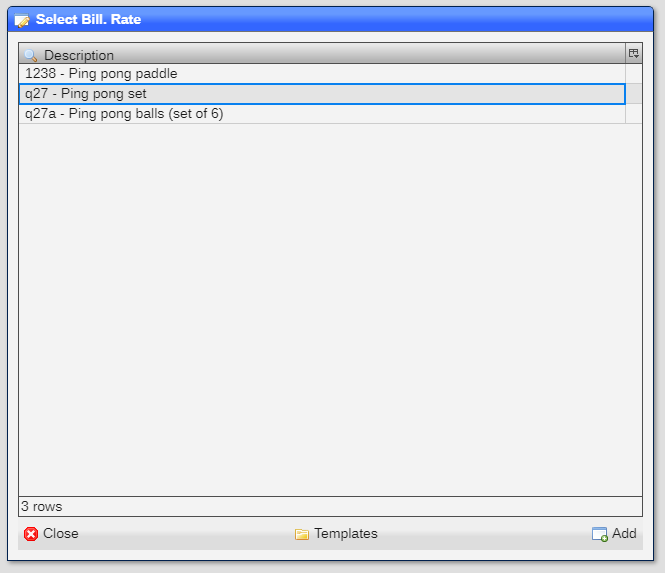 Select Bill. Rate
Description
1238 - Ping pong paddle
q27 - Ping pong set
q27a - Ping pong balls (set of 6)
3 rows
Close
Templates
Add